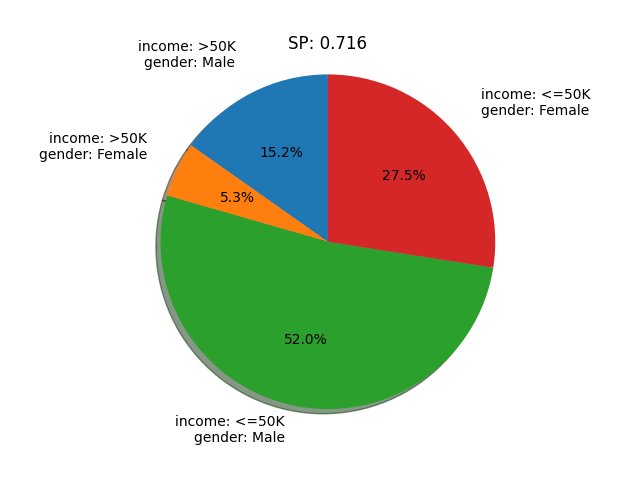 SP: 0.716
income: >50K
gender: Male
income: <=50K
gender: Female
income: >50K
gender: Female
15.2%
27.5%
5.3%
52.0%
income: <=50K
gender: Male